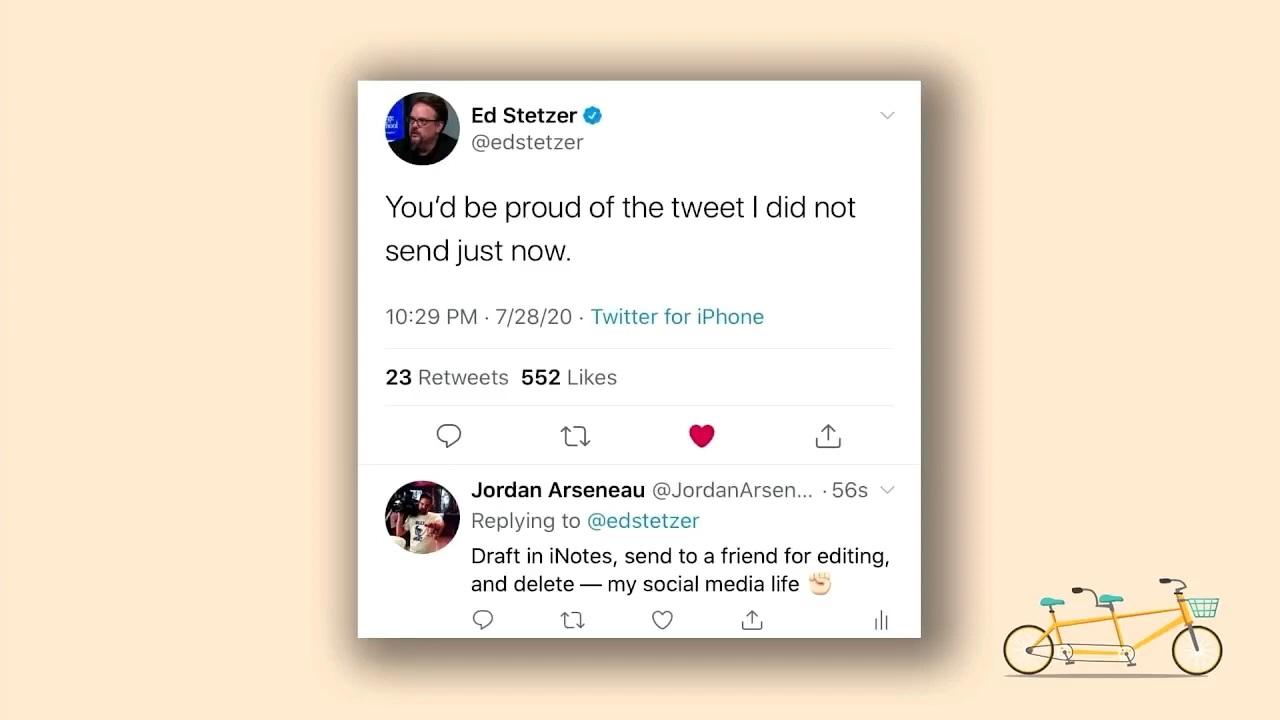 Ed Stetzer
@edstetzer
You'd be proud of the tweet I did not
send just now.
10:29 PM · 7/28/20 · Twitter for iPhone
23 Retweets 552 Likes
Jordan Arseneau @JordanArsen... · 56s
Replying to @edstetzer
Draft in iNotes, send to a friend for editing,
and delete — my social media life ✊🏻